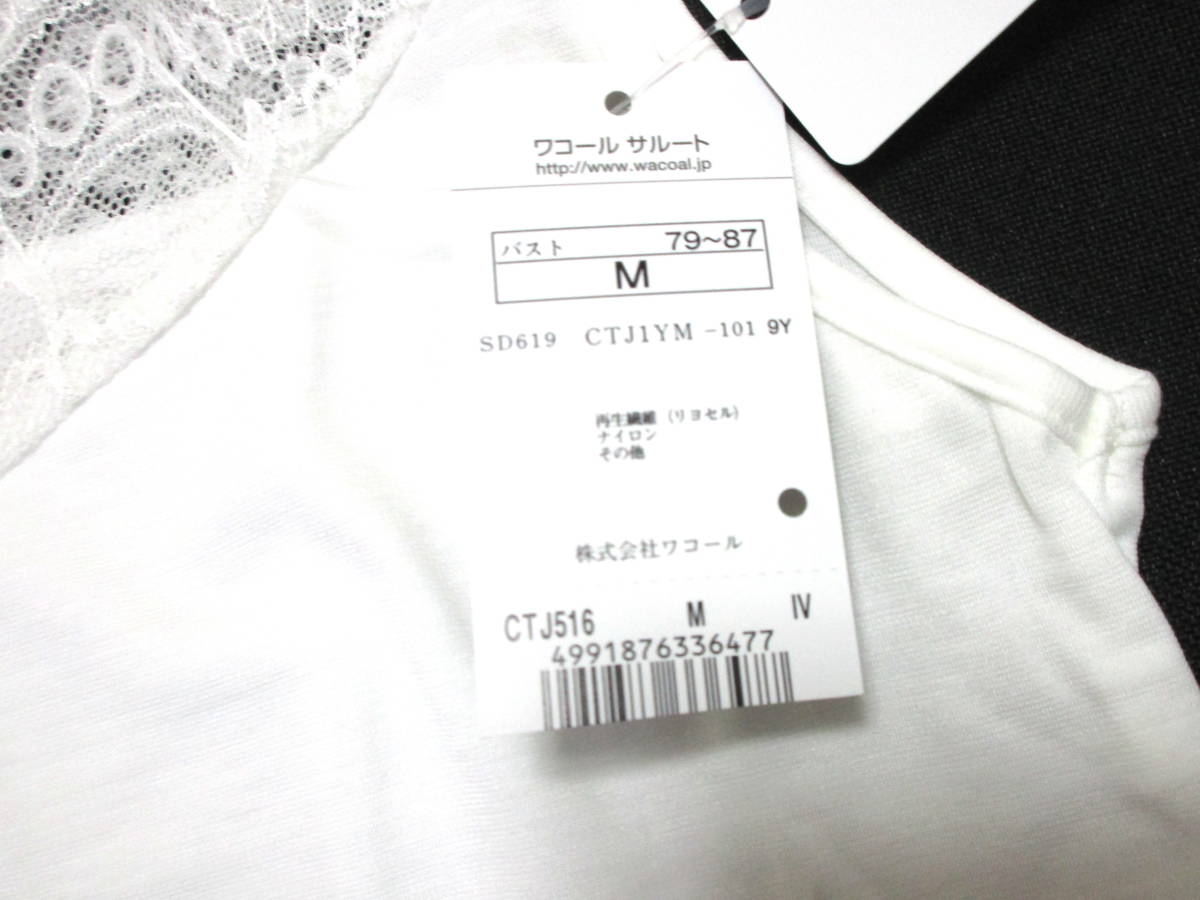 ワコール サルート
http://www.wacoal.jp
バスト 79~87
M
SD619 CTJ1YM -101 9Y
再生繊維 (リヨセル)
ナイロン
その他
株式会社ワコール
CTJ516 M IV
4991876336477